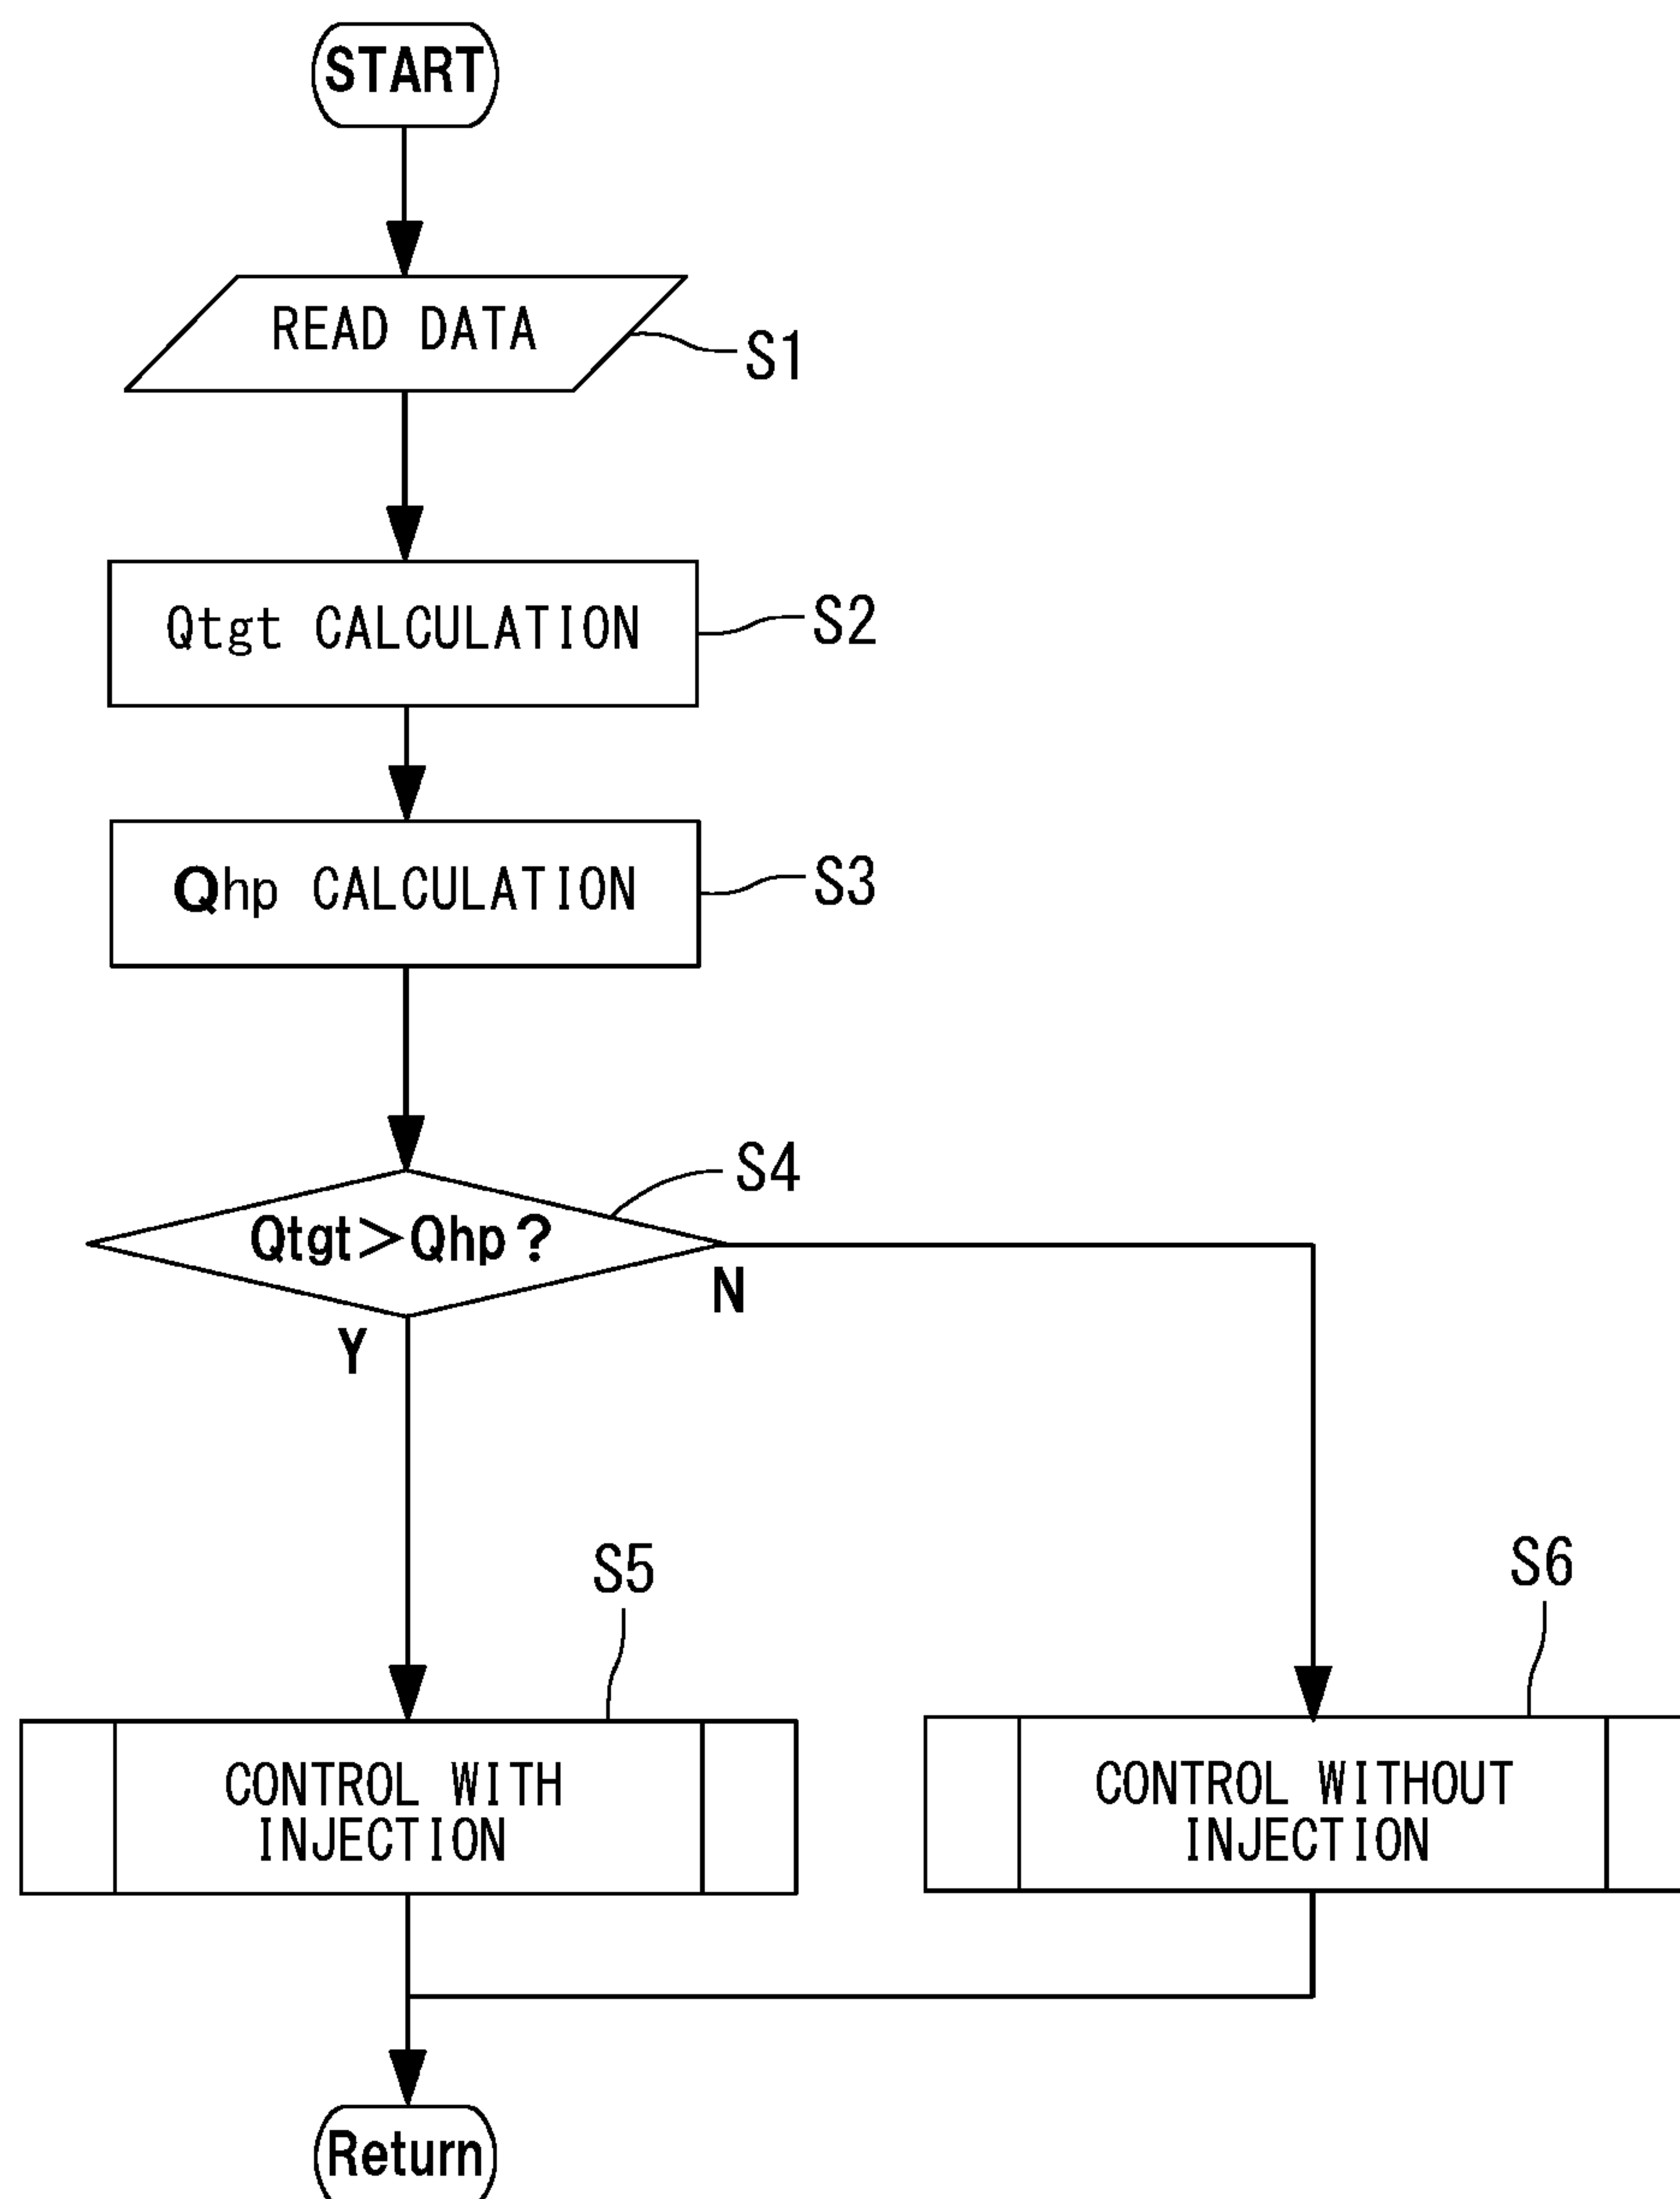 START
READ DATA
S1
Qtgt CALCULATION
S2
Qhp CALCULATION
S3
S4
Qtgt>Qhp?
N
Y
S5
S6
CONTROL WITH
INJECTION
CONTROL WITHOUT
INJECTION
Return